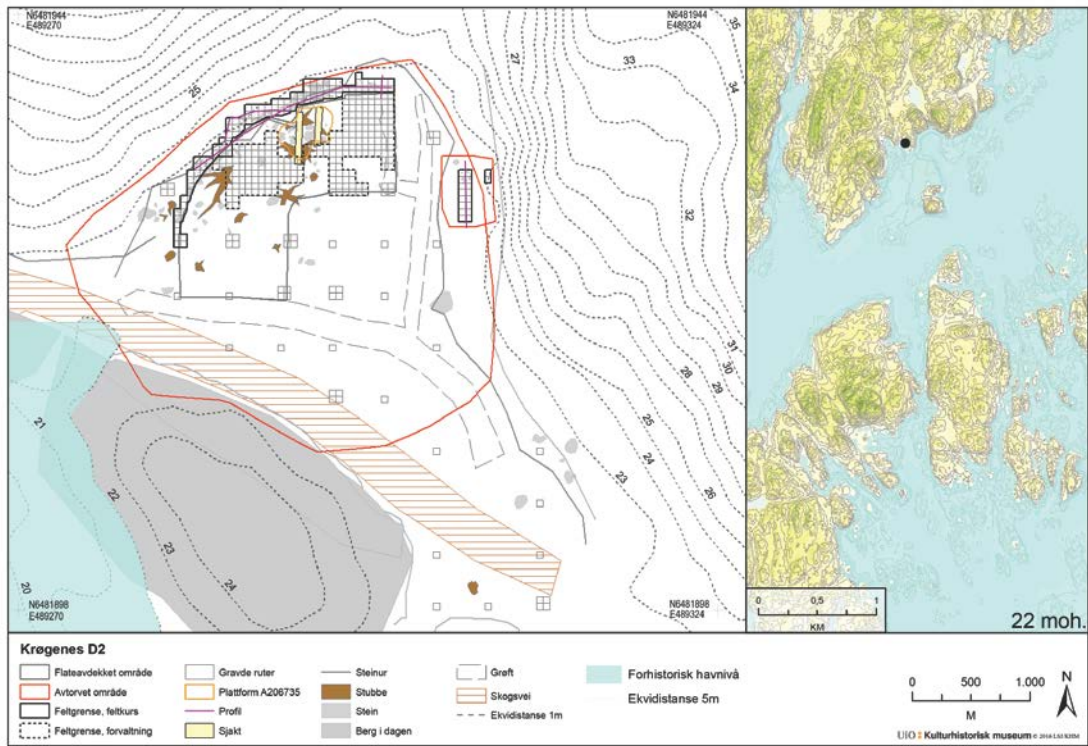 N6481944
E489270
N6481944
E489324
35
34
33
27
25
32
31
30
29
28
25
24
23
26
21
22
23
24
20
N6481898
E489270
N6481898
E489324
0 0,5 1
KM
22 moh.
Krøgenes D2
Flateavdekket område
Avtorvet område
Feltgrense, feltkurs
Feltgrense, forvaltning
Gravde ruter
Plattform A206735
Profil
Sjakt
Steinur
Stubbe
Stein
Berg i dagen
Grøft
Skogsvei
Ekvidistanse 1m
Forhistorisk havnivå
Ekvidistanse 5m
0 500 1.000
M
N
UiO Kulturhistorisk museum